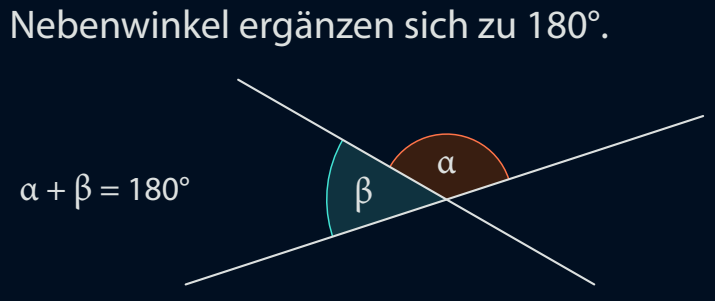 Nebenwinkel ergänzen sich zu 180°.
α
α + β = 180°
β